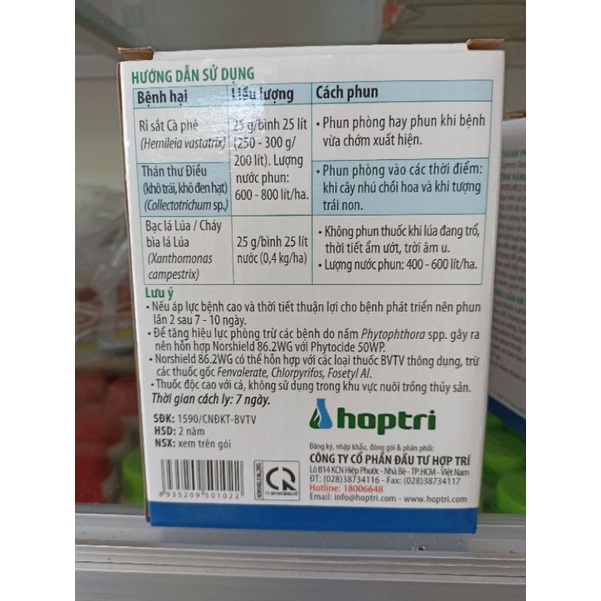 HƯỚNG DẪN SỬ DỤNG
Bệnh hại Liều lượng Cách phun
Rỉ sắt Cà phê
(Hemileia vastatrix)
25 g/bình 25 lít
(250 - 300 g/
200 lít). Lượng
nước phun:
600 - 800 lít/ha.
• Phun phòng hay phun khi bệnh
vừa chớm xuất hiện.
Thán thư Điều
(khô trái, khô đen hạt)
(Collectotrichum sp.)
• Phun phòng vào các thời điểm:
khi cây nhú chồi hoa và khi tượng
trái non.
Bạc lá Lúa / Cháy
bìa lá Lúa
(Xanthomonas
campestrix)
25 g/bình 25 lít
nước (0,4 kg/ha)
• Không phun thuốc khi lúa đang trổ,
thời tiết ẩm ướt, trời âm u.
• Lượng nước phun: 400 - 600 lít/ha.
Lưu ý
• Nếu áp lực bệnh cao và thời tiết thuận lợi cho bệnh phát triển nên phun
lần 2 sau 7 - 10 ngày.
• Để tăng hiệu lực phòng trừ các bệnh do nấm Phytophthora spp. gây ra
nên hỗn hợp Norshield 86.2WG với Phytocide 50WP.
• Norshield 86.2WG có thể hỗn hợp với các loại thuốc BVTV thông dụng, trừ
các thuốc gốc Fenvalerate, Chlorpyrifos, Fosetyl Al.
• Thuốc độc với cá, không sử dụng trong khu vực nuôi trồng thủy sản.
Thời gian cách ly: 7 ngày.
SĐK: 1590/CNĐKT-BVTV
HSD: 2 năm
NSX: xem trên gói
8 935209 501022
hoptri
Đăng ký, nhập khẩu, đóng gói & phân phối:
CÔNG TY CỔ PHẦN ĐẦU TƯ HỢP TRÍ
Lô B14 KCN Hiệp Phước - Nhà Bè - TP.HCM - Việt Nam
ĐT: (028)38734116 - Fax: (028)38734117
Hotline: 18006648
Email: info@hoptri.com - www.hoptri.com